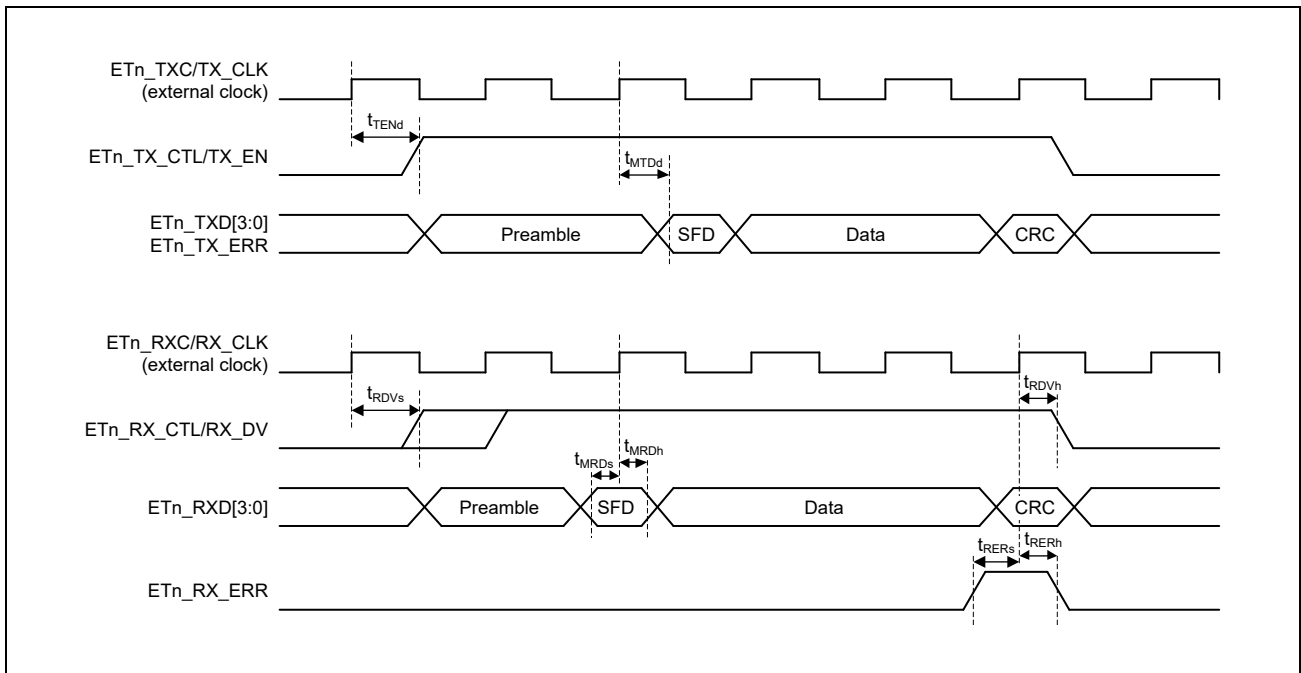 ETn_TXC/TX_CLK
(external clock)
tTENd
ETn_TX_CTL/TX_EN
tMTDd
ETn_TXD[3:0]
ETn_TX_ERR
Preamble SFD Data CRC
ETn_RXC/RX_CLK
(external clock)
tRDVs tRDVh
ETn_RX_CTL/RX_DV
tMRDs tMRDh
ETn_RXD[3:0] Preamble SFD Data CRC
tRERs tRERh
ETn_RX_ERR